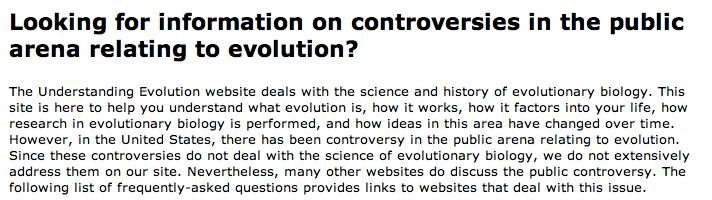 Looking for information on controversies in the public
arena relating to evolution?
The Understanding Evolution website deals with the science and history of evolutionary biology. This
site is here to help you understand what evolution is, how it works, how it factors into your life, how
research in evolutionary biology is performed, and how ideas in this area have changed over time.
However, in the United States, there has been controversy in the public arena relating to evolution.
Since these controversies do not deal with the science of evolutionary biology, we do not extensively
address them on our site. Nevertheless, many other websites do discuss the public controversy. The
following list of frequently-asked questions provides links to websites that deal with this issue.